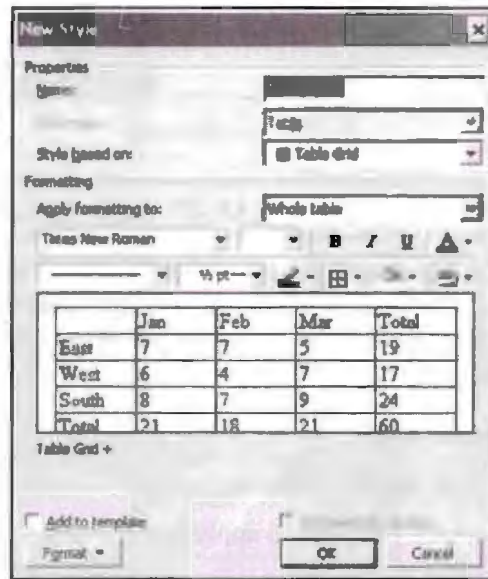 New Style
Properties
Name:
Table
Style based on: Table Grid
Formatting
Apply formatting to: Whole table
Times New Roman B I U A
½ pt
Jan Feb Mar Total
East 7 7 5 19
West 6 4 7 17
South 8 7 9 24
Total 21 18 21 60
Table Grid +
Add to template
Format OK Cancel